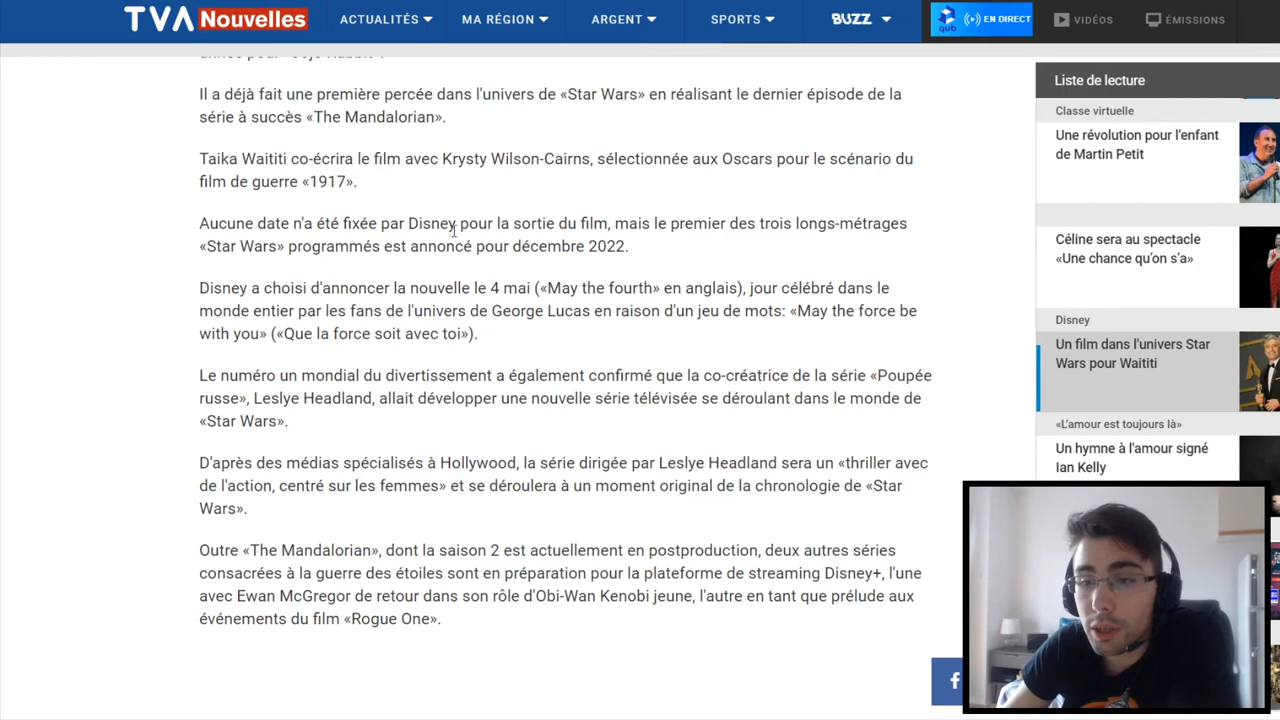 TVA Nouvelles
ACTUALITÉS
MA RÉGION
ARGENT
SPORTS
BUZZ
qub
EN DIRECT
VIDÉOS
ÉMISSIONS
Il a déjà fait une première percée dans l'univers de «Star Wars» en réalisant le dernier épisode de la
série à succès «The Mandalorian».
Taika Waititi co-écrira le film avec Krysty Wilson-Cairns, sélectionnée aux Oscars pour le scénario du
film de guerre «1917».
Aucune date n'a été fixée par Disney pour la sortie du film, mais le premier des trois longs-métrages
«Star Wars» programmés est annoncé pour décembre 2022.
Disney a choisi d'annoncer la nouvelle le 4 mai («May the fourth» en anglais), jour célébré dans le
monde entier par les fans de l'univers de George Lucas en raison d'un jeu de mots: «May the force be
with you» («Que la force soit avec toi»).
Le numéro un mondial du divertissement a également confirmé que la co-créatrice de la série «Poupée
russe», Leslye Headland, allait développer une nouvelle série télévisée se déroulant dans le monde de
«Star Wars».
D'après des médias spécialisés à Hollywood, la série dirigée par Leslye Headland sera un «thriller avec
de l'action, centré sur les femmes» et se déroulera à un moment original de la chronologie de «Star
Wars».
Outre «The Mandalorian», dont la saison 2 est actuellement en postproduction, deux autres séries
consacrées à la guerre des étoiles sont en préparation pour la plateforme de streaming Disney+, l'une
avec Ewan McGregor de retour dans son rôle d'Obi-Wan Kenobi jeune, l'autre en tant que prélude aux
événements du film «Rogue One».
Liste de lecture
Classe virtuelle
Une révolution pour l'enfant
de Martin Petit
Céline sera au spectacle
«Une chance qu'on s'a»
Disney
Un film dans l'univers Star
Wars pour Waititi
«L'amour est toujours là»
Un hymne à l'amour signé
Ian Kelly
f